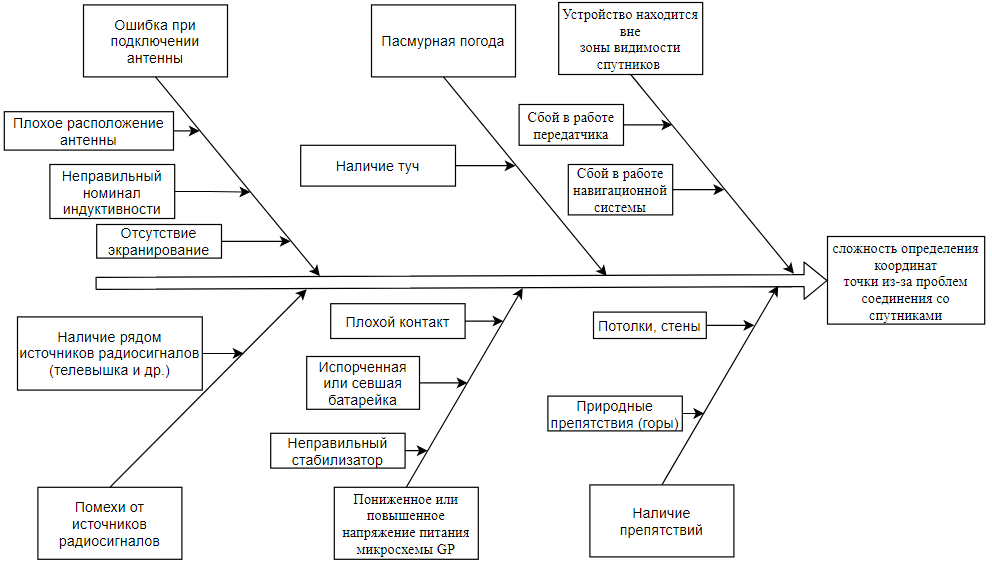 Ошибка при
подключении
антенны
Пасмурная погода
Устройство находится
вне
зоны видимости
спутников
Плохое расположение
антенны
Сбой в работе
передатчика
Наличие туч
Неправильный
номинал
индуктивности
Сбой в работе
навигационной
системы
Отсутствие
экранирование
сложность определения
координат
точки из-за проблем
соединения со
спутниками
Наличие рядом
источников радиосигналов
(телевышка и др.)
Плохой контакт
Потолки, стены
Испорченная
или севшая
батарейка
Природные
препятствия (горы)
Неправильный
стабилизатор
Помехи от
источников
радиосигналов
Пониженное или
повышенное
напряжение питания
микросхемы GP
Наличие
препятствий